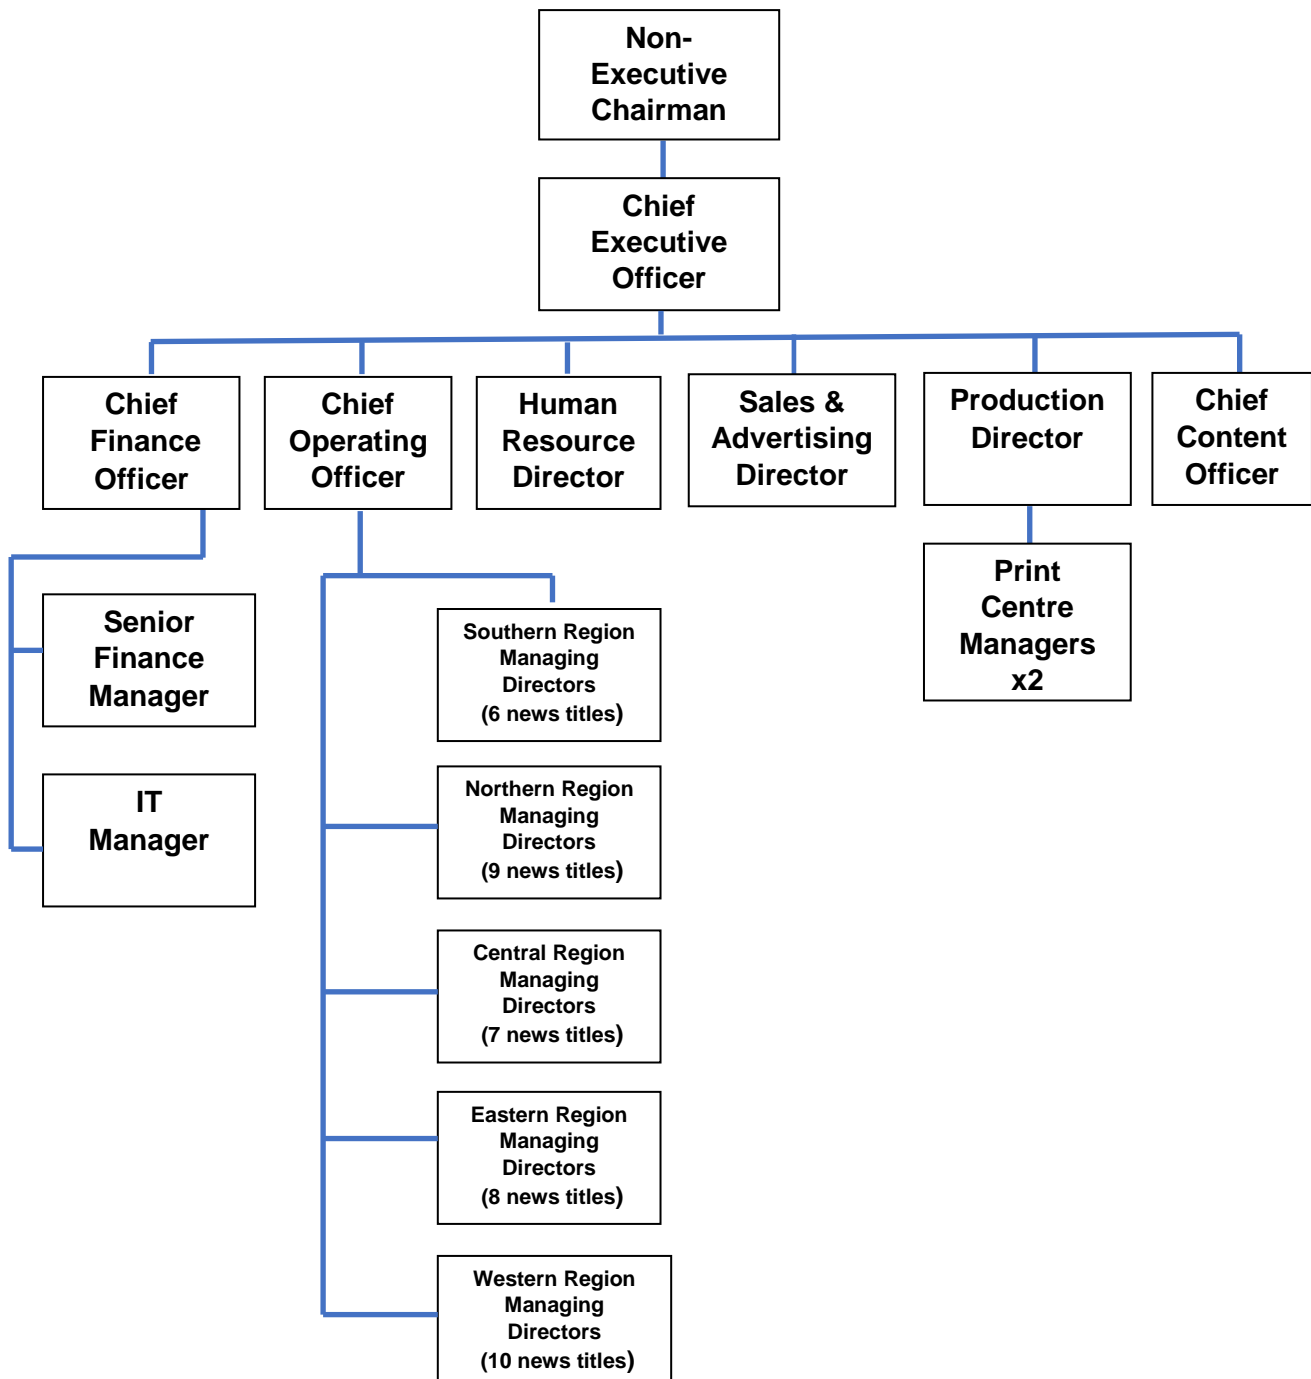 Non-
Executive
Chairman
Chief
Executive
Officer
Chief
Finance
Officer
Chief
Operating
Officer
Human
Resource
Director
Sales &
Advertising
Director
Production
Director
Chief
Content
Officer
Senior
Finance
Manager
IT
Manager
Southern Region
Managing
Directors
(6 news titles)
Northern Region
Managing
Directors
(9 news titles)
Central Region
Managing
Directors
(7 news titles)
Eastern Region
Managing
Directors
(8 news titles)
Western Region
Managing
Directors
(10 news titles)
Print
Centre
Managers
x2